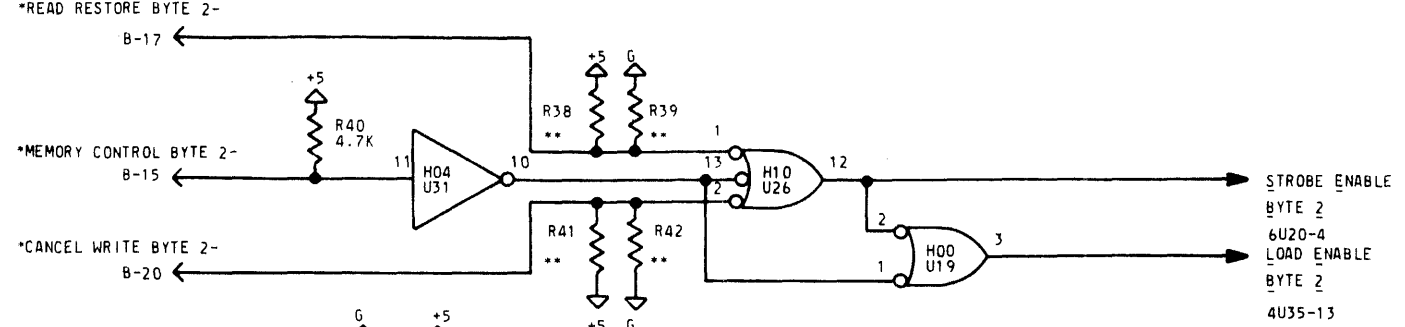 *READ RESTORE BYTE 2-
B-17
+5
R40
4.7K
*MEMORY CONTROL BYTE 2-
B-15
11
H04
U31
10
+5
G
R38
**
R39
**
1
13
2
H10
U26
12
R41
**
R42
**
+5
G
*CANCEL WRITE BYTE 2-
B-20
2
1
H00
U19
3
STROBE ENABLE
BYTE 2
6U20-4
LOAD ENABLE
BYTE 2
4U35-13
G
+5